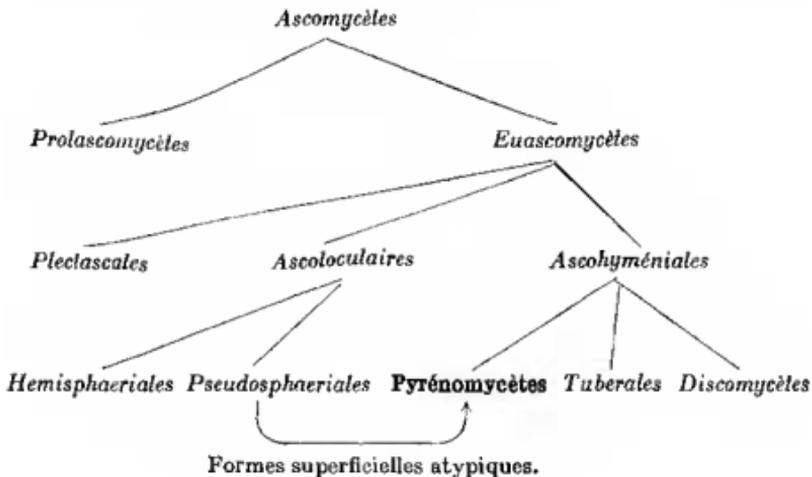 Ascomycètes
Protascomycètes Euascomycètes
Plectascales Ascoloculaires Ascohyméniales
Hemisphaeriales Pseudosphaeriales Pyrénomycètes Tuberales Discomycètes
Formes superficielles atypiques.